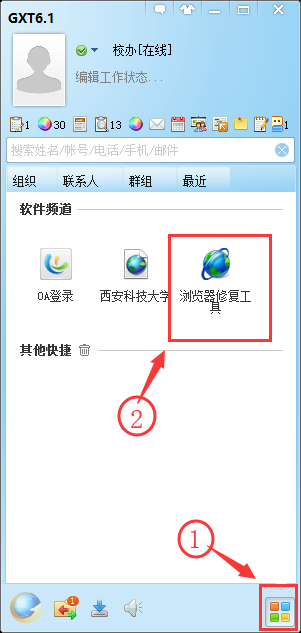 GXT6.1
校办[在线]
编辑工作状态...
1 30 13
搜索姓名/帐号/电话/手机/邮件
组织 联系人 群组 最近
软件频道
OA登录 西安科技大学 浏览器修复工具
其他快捷
②
①
1